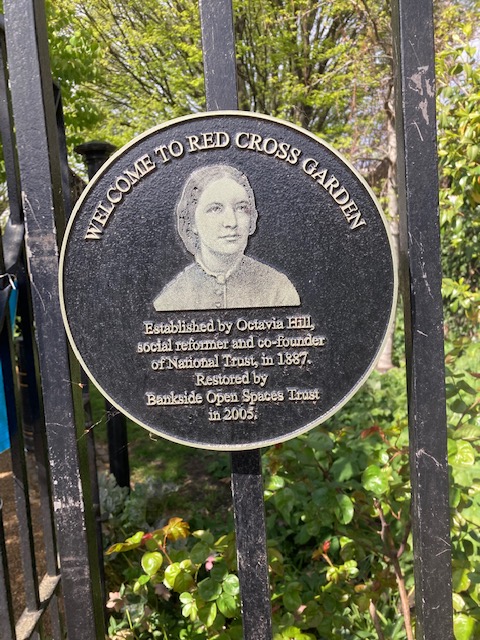 WELCOME TO RED CROSS GARDEN
Established by Octavia Hill,
social reformer and co-founder
of National Trust, in 1887.
Restored by
Bankside Open Spaces Trust
in 2005.